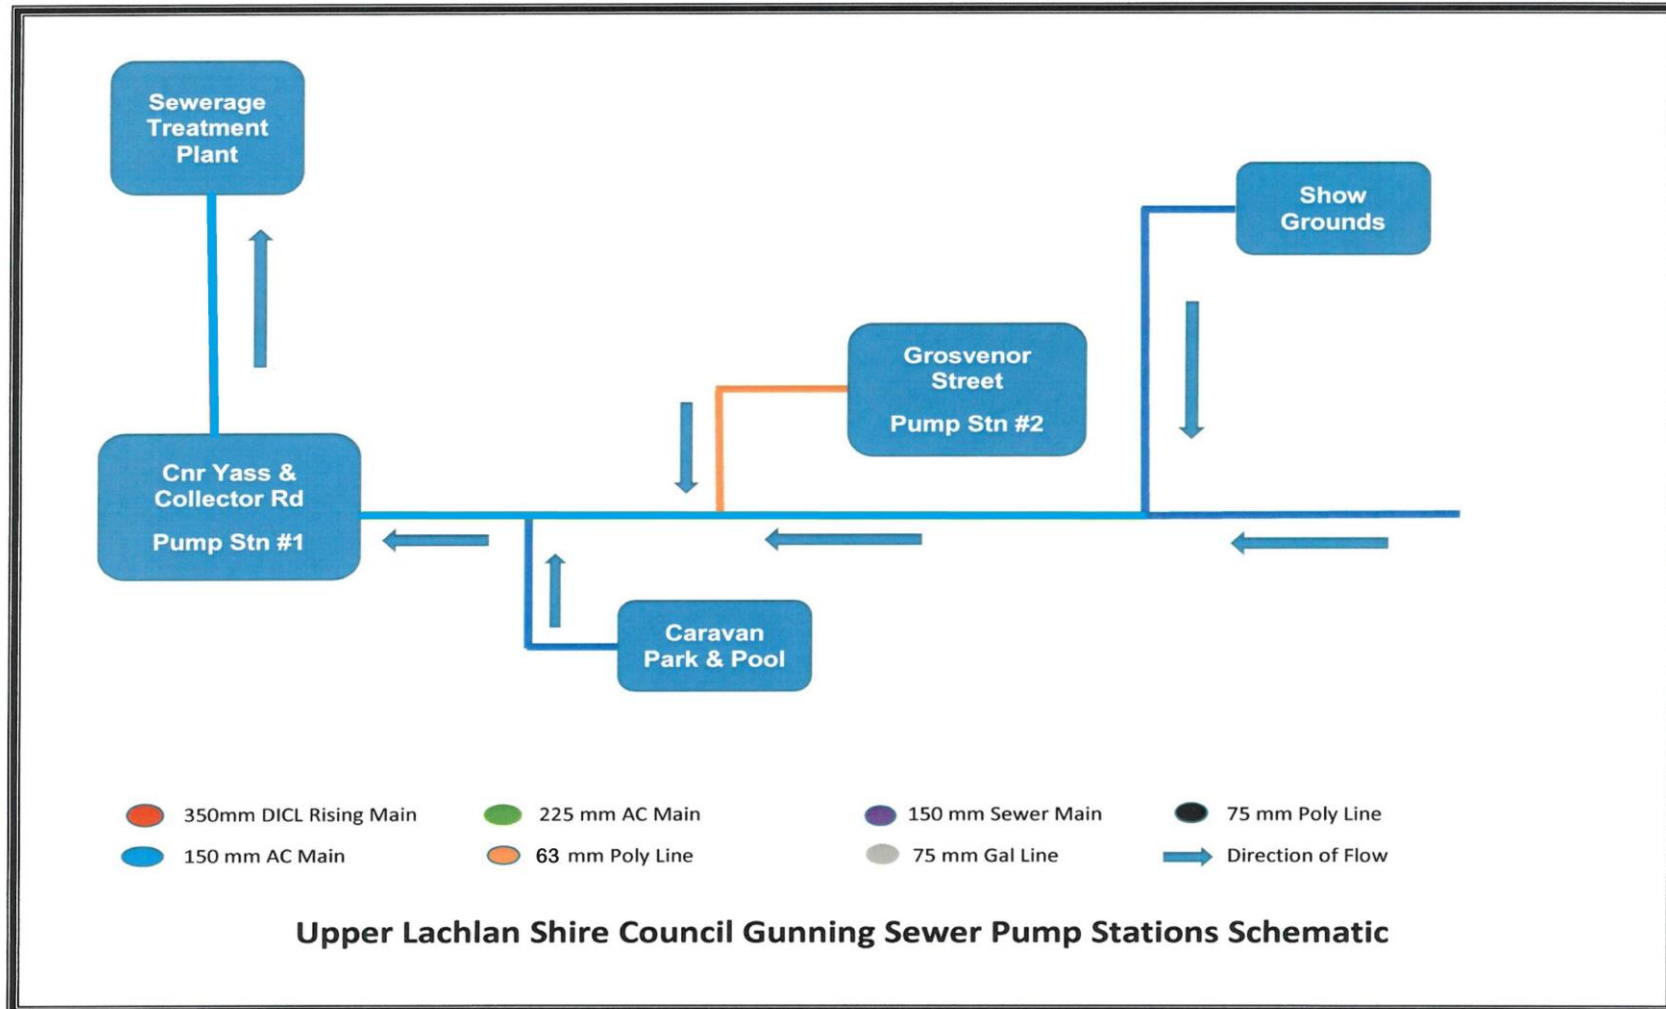 Sewerage
Treatment
Plant
Show
Grounds
Grosvenor
Street
Pump Stn #2
Cnr Yass &
Collector Rd
Pump Stn #1
Caravan
Park & Pool
350mm DICL Rising Main
225 mm AC Main
150 mm Sewer Main
75 mm Poly Line
150 mm AC Main
63 mm Poly Line
75 mm Gal Line
Direction of Flow
Upper Lachlan Shire Council Gunning Sewer Pump Stations Schematic